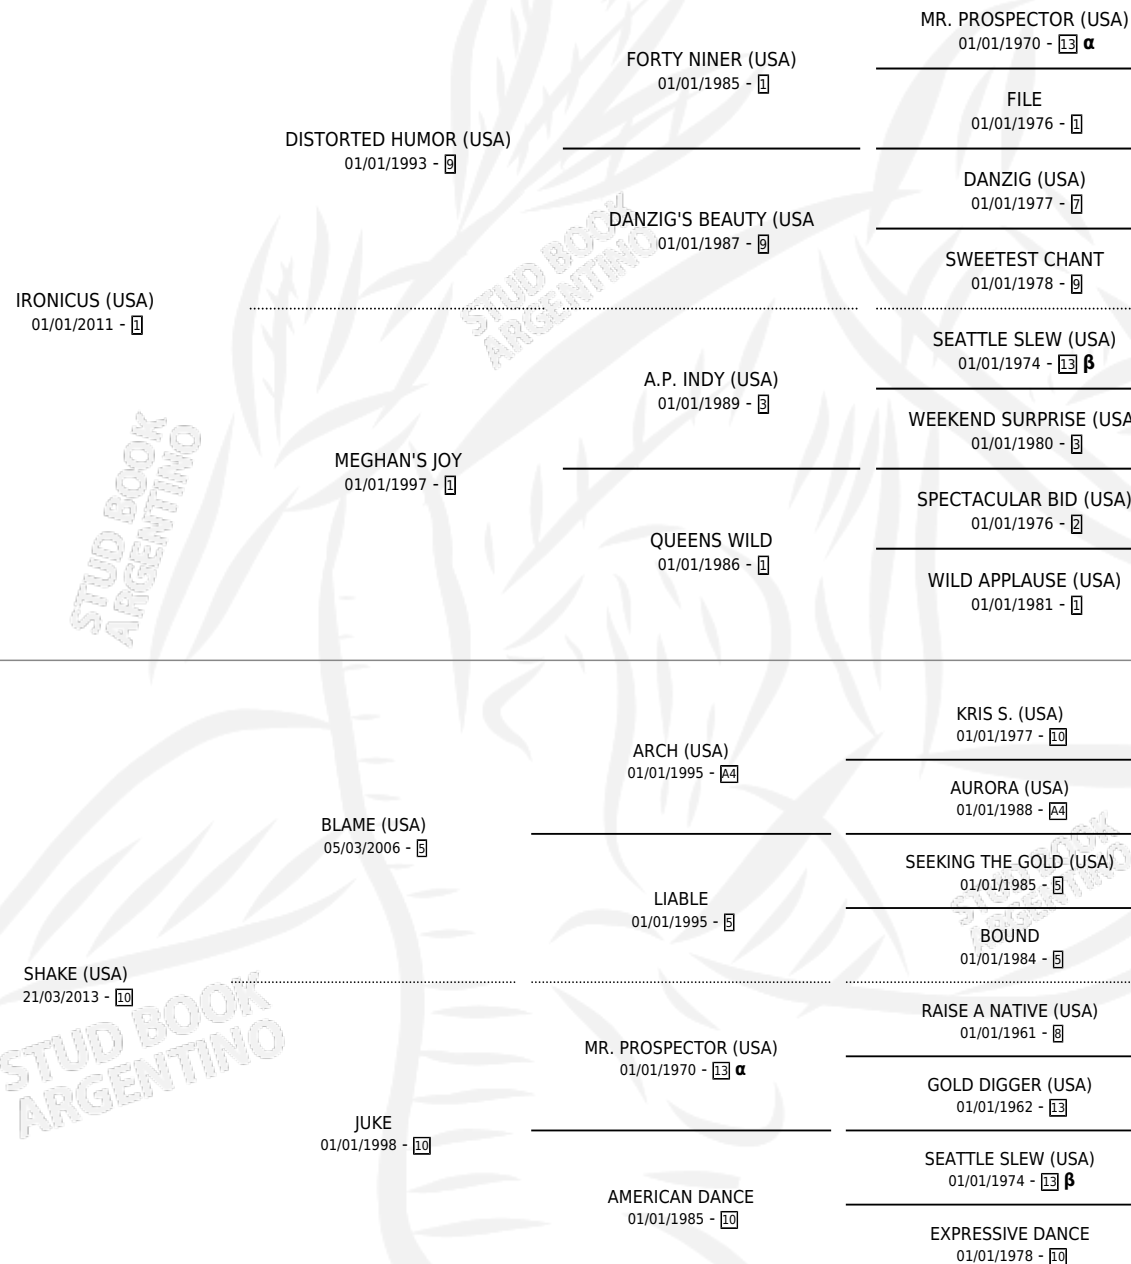 MR. PROSPECTOR (USA)
01/01/1970 - 13 α
FORTY NINER (USA)
01/01/1985 - 1
FILE
01/01/1976 - 1
DISTORTED HUMOR (USA)
01/01/1993 - 9
DANZIG (USA)
01/01/1977 - 7
DANZIG'S BEAUTY (USA
01/01/1987 - 9
SWEETEST CHANT
01/01/1978 - 9
IRONICUS (USA)
01/01/2011 - 1
SEATTLE SLEW (USA)
01/01/1974 - 13 β
A.P. INDY (USA)
01/01/1989 - 3
WEEKEND SURPRISE (USA
01/01/1980 - 3
MEGHAN'S JOY
01/01/1997 - 1
SPECTACULAR BID (USA)
01/01/1976 - 2
QUEENS WILD
01/01/1986 - 1
WILD APPLAUSE (USA)
01/01/1981 - 1
KRIS S. (USA)
01/01/1977 - 10
ARCH (USA)
01/01/1995 - A4
AURORA (USA)
01/01/1988 - A4
BLAME (USA)
05/03/2006 - 5
SEEKING THE GOLD (USA)
01/01/1985 - 5
LIABLE
01/01/1995 - 5
BOUND
01/01/1984 - 5
SHAKE (USA)
21/03/2013 - 10
RAISE A NATIVE (USA)
01/01/1961 - 8
MR. PROSPECTOR (USA)
01/01/1970 - 13 α
GOLD DIGGER (USA)
01/01/1962 - 13
JUKE
01/01/1998 - 10
SEATTLE SLEW (USA)
01/01/1974 - 13 β
AMERICAN DANCE
01/01/1985 - 10
EXPRESSIVE DANCE
01/01/1978 - 10
STUD BOOK
ARGENTINO
STUD BOOK
ARGENTINO
STUD BOOK
ARGENTINO
STUD BOOK
ARGENTINO